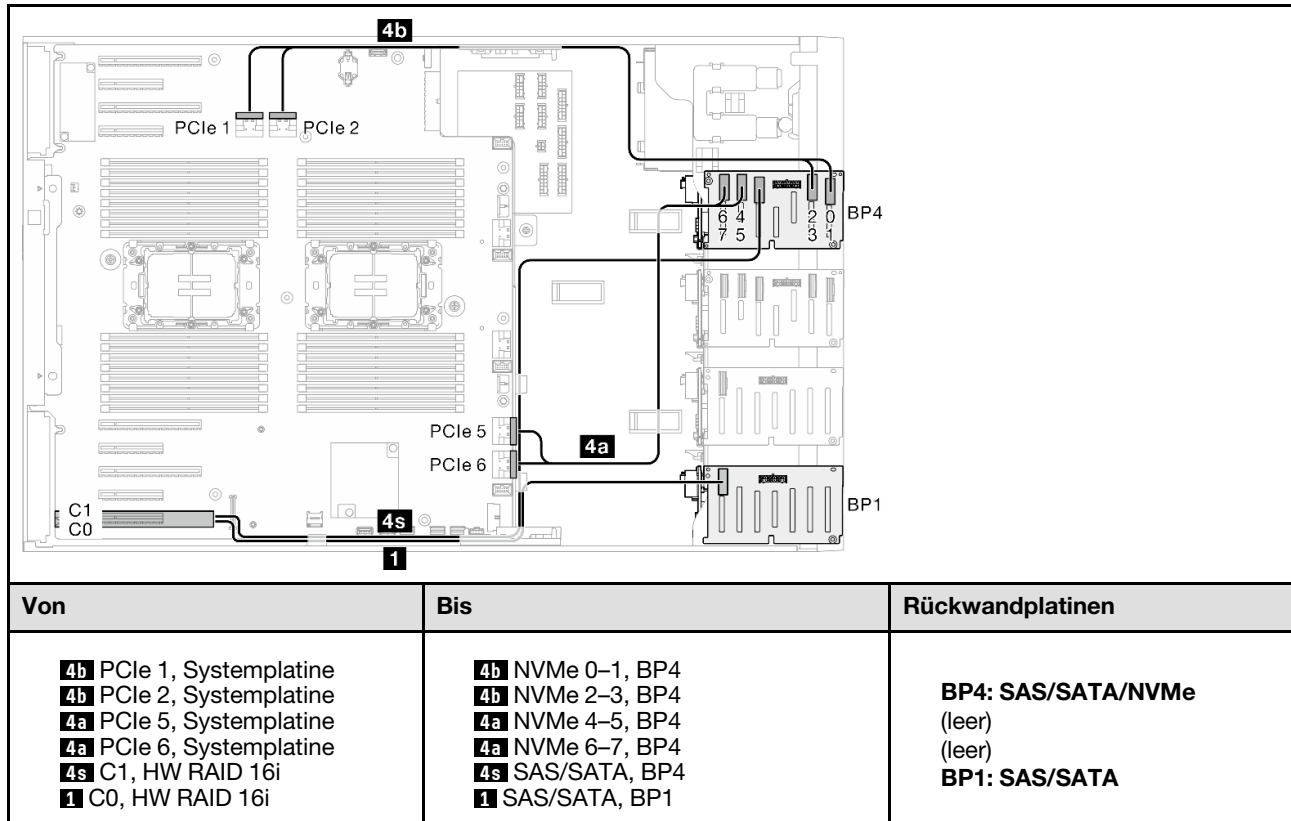 4b
PCIe 1
PCIe 2
6 4 2 0
7 5 3 1
BP4
PCIe 5
4a
PCIe 6
C1
C0
4s
1
BP1
Von
Bis
Rückwandplatinen
4b PCIe 1, Systemplatine
4b PCIe 2, Systemplatine
4a PCIe 5, Systemplatine
4a PCIe 6, Systemplatine
4s C1, HW RAID 16i
1 C0, HW RAID 16i
4b NVMe 0–1, BP4
4b NVMe 2–3, BP4
4a NVMe 4–5, BP4
4a NVMe 6–7, BP4
4s SAS/SATA, BP4
1 SAS/SATA, BP1
BP4: SAS/SATA/NVMe
(leer)
(leer)
BP1: SAS/SATA